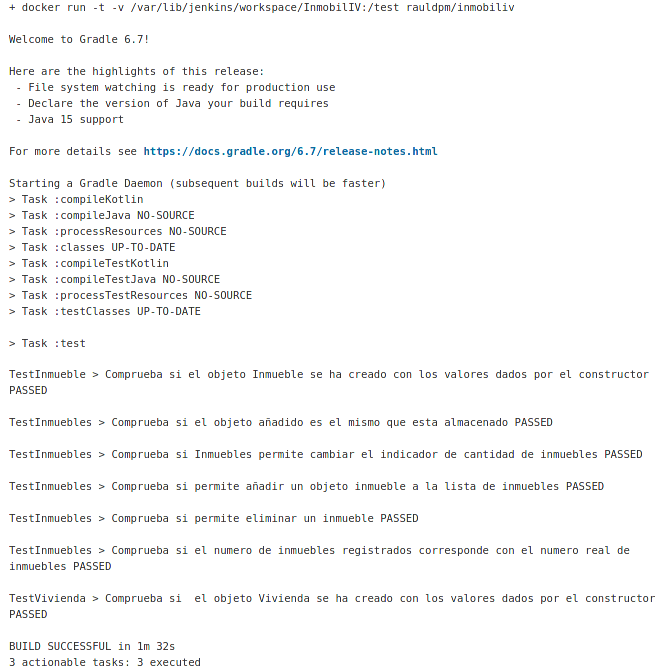 + docker run -t -v /var/lib/jenkins/workspace/InmobilIV:/test rauldpm/inmobiliv
Welcome to Gradle 6.7!
Here are the highlights of this release:
- File system watching is ready for production use
- Declare the version of Java your build requires
- Java 15 support
For more details see https://docs.gradle.org/6.7/release-notes.html
Starting a Gradle Daemon (subsequent builds will be faster)
> Task :compileKotlin
> Task :compileJava NO-SOURCE
> Task :processResources NO-SOURCE
> Task :classes UP-TO-DATE
> Task :compileTestKotlin
> Task :compileTestJava NO-SOURCE
> Task :processTestResources NO-SOURCE
> Task :testClasses UP-TO-DATE
> Task :test
TestInmueble > Comprueba si el objeto Inmueble se ha creado con los valores dados por el constructor
PASSED
TestInmuebles > Comprueba si el objeto añadido es el mismo que esta almacenado PASSED
TestInmuebles > Comprueba si Inmuebles permite cambiar el indicador de cantidad de inmuebles PASSED
TestInmuebles > Comprueba si permite añadir un objeto inmueble a la lista de inmuebles PASSED
TestInmuebles > Comprueba si permite eliminar un inmueble PASSED
TestInmuebles > Comprueba si el numero de inmuebles registrados corresponde con el numero real de
inmuebles PASSED
TestVivienda > Comprueba si  el objeto Vivienda se ha creado con los valores dados por el constructor
PASSED
BUILD SUCCESSFUL in 1m 32s
3 actionable tasks: 3 executed